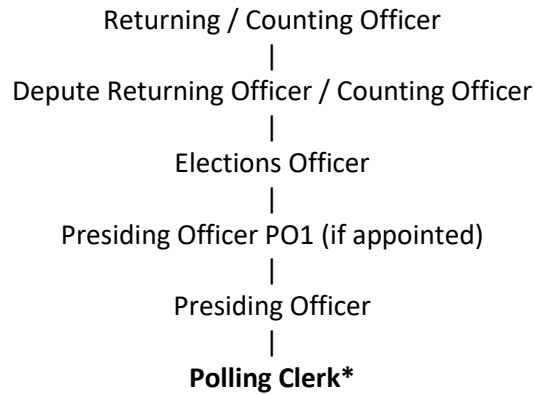 Returning / Counting Officer
|
Depute Returning Officer / Counting Officer
|
Elections Officer
|
Presiding Officer PO1 (if appointed)
|
Presiding Officer
|
Polling Clerk*